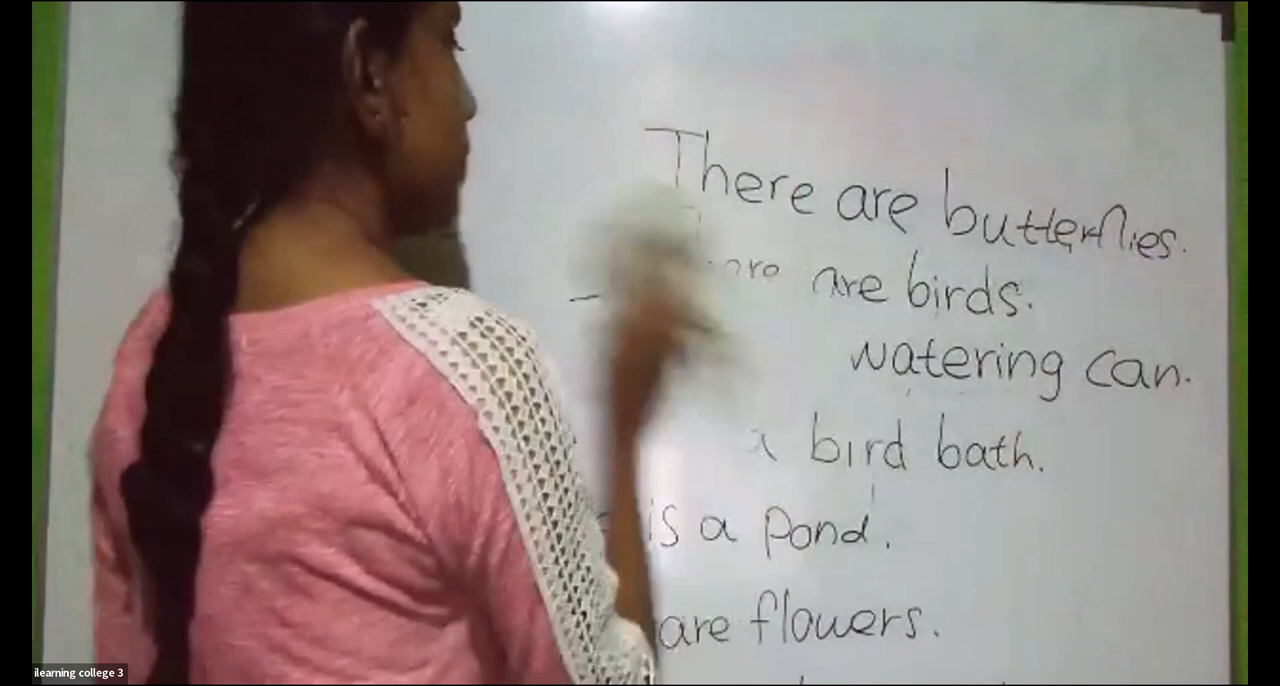 There are butterflies.
are birds.
watering can.
a bird bath.
is a pond.
are flowers.
ilearning college 3